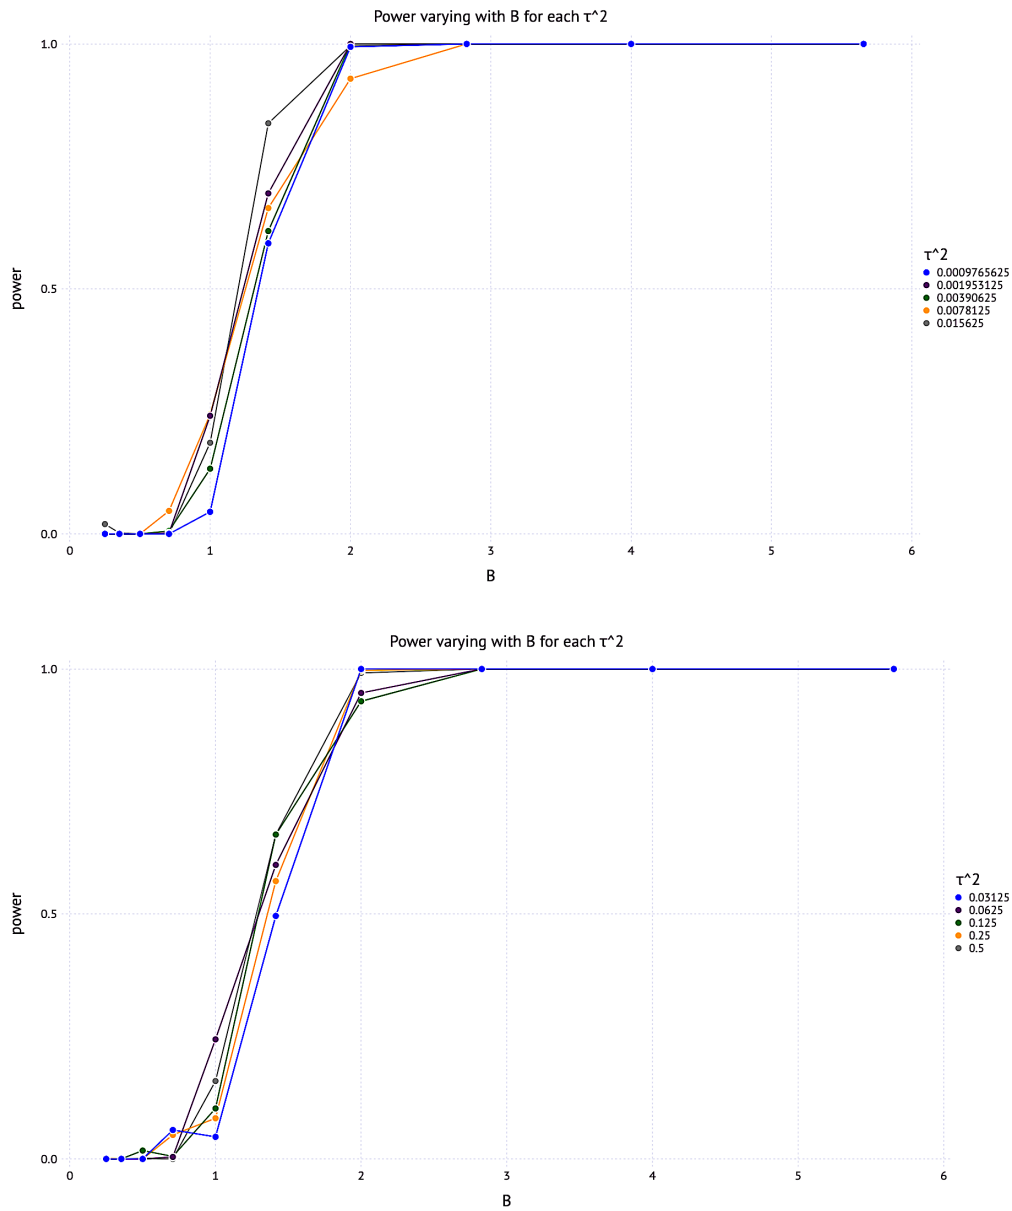 Power varying with B for each τ^2
1.0
0.5
0.0
power
0 1 2 3 4 5 6
B
τ^2
0.0009765625
0.001953125
0.00390625
0.0078125
0.015625
Power varying with B for each τ^2
1.0
0.5
0.0
power
0 1 2 3 4 5 6
B
τ^2
0.03125
0.0625
0.125
0.25
0.5